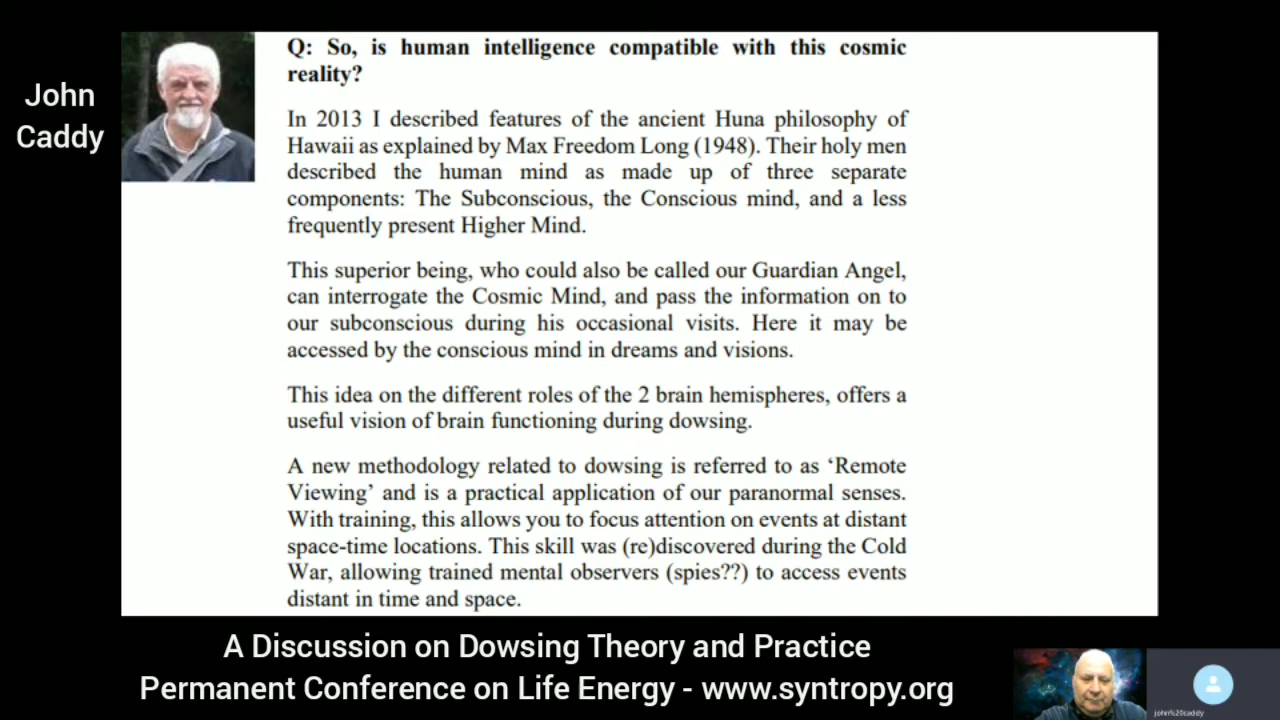 John
Caddy
Q: So, is human intelligence compatible with this cosmic
reality?
In 2013 I described features of the ancient Huna philosophy of
Hawaii as explained by Max Freedom Long (1948). Their holy men
described the human mind as made up of three separate
components: The Subconscious, the Conscious mind, and a less
frequently present Higher Mind.
This superior being, who could also be called our Guardian Angel,
can interrogate the Cosmic Mind, and pass the information on to
our subconscious during his occasional visits. Here it may be
accessed by the conscious mind in dreams and visions.
This idea on the different roles of the 2 brain hemispheres, offers a
useful vision of brain functioning during dowsing.
A new methodology related to dowsing is referred to as ‘Remote
Viewing’ and is a practical application of our paranormal senses.
With training, this allows you to focus attention on events at distant
space-time locations. This skill was (re)discovered during the Cold
War, allowing trained mental observers (spies??) to access events
distant in time and space.
A Discussion on Dowsing Theory and Practice
Permanent Conference on Life Energy - www.syntropy.org
john%20caddy